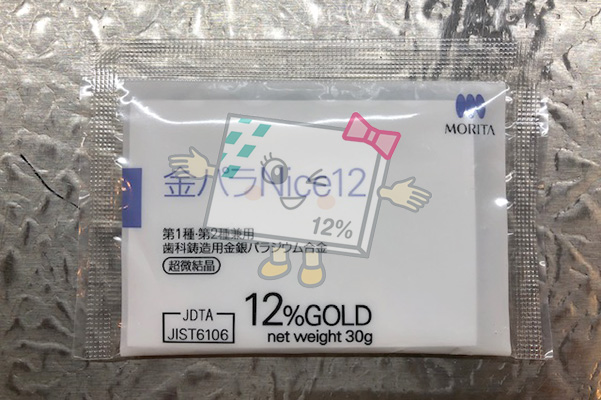 MORITA
金パラNice12
12%
第1種・第2種兼用
歯科鋳造用金銀パラジウム合金
超微結晶
JDTA
JIST6106
12%GOLD
net weight 30g